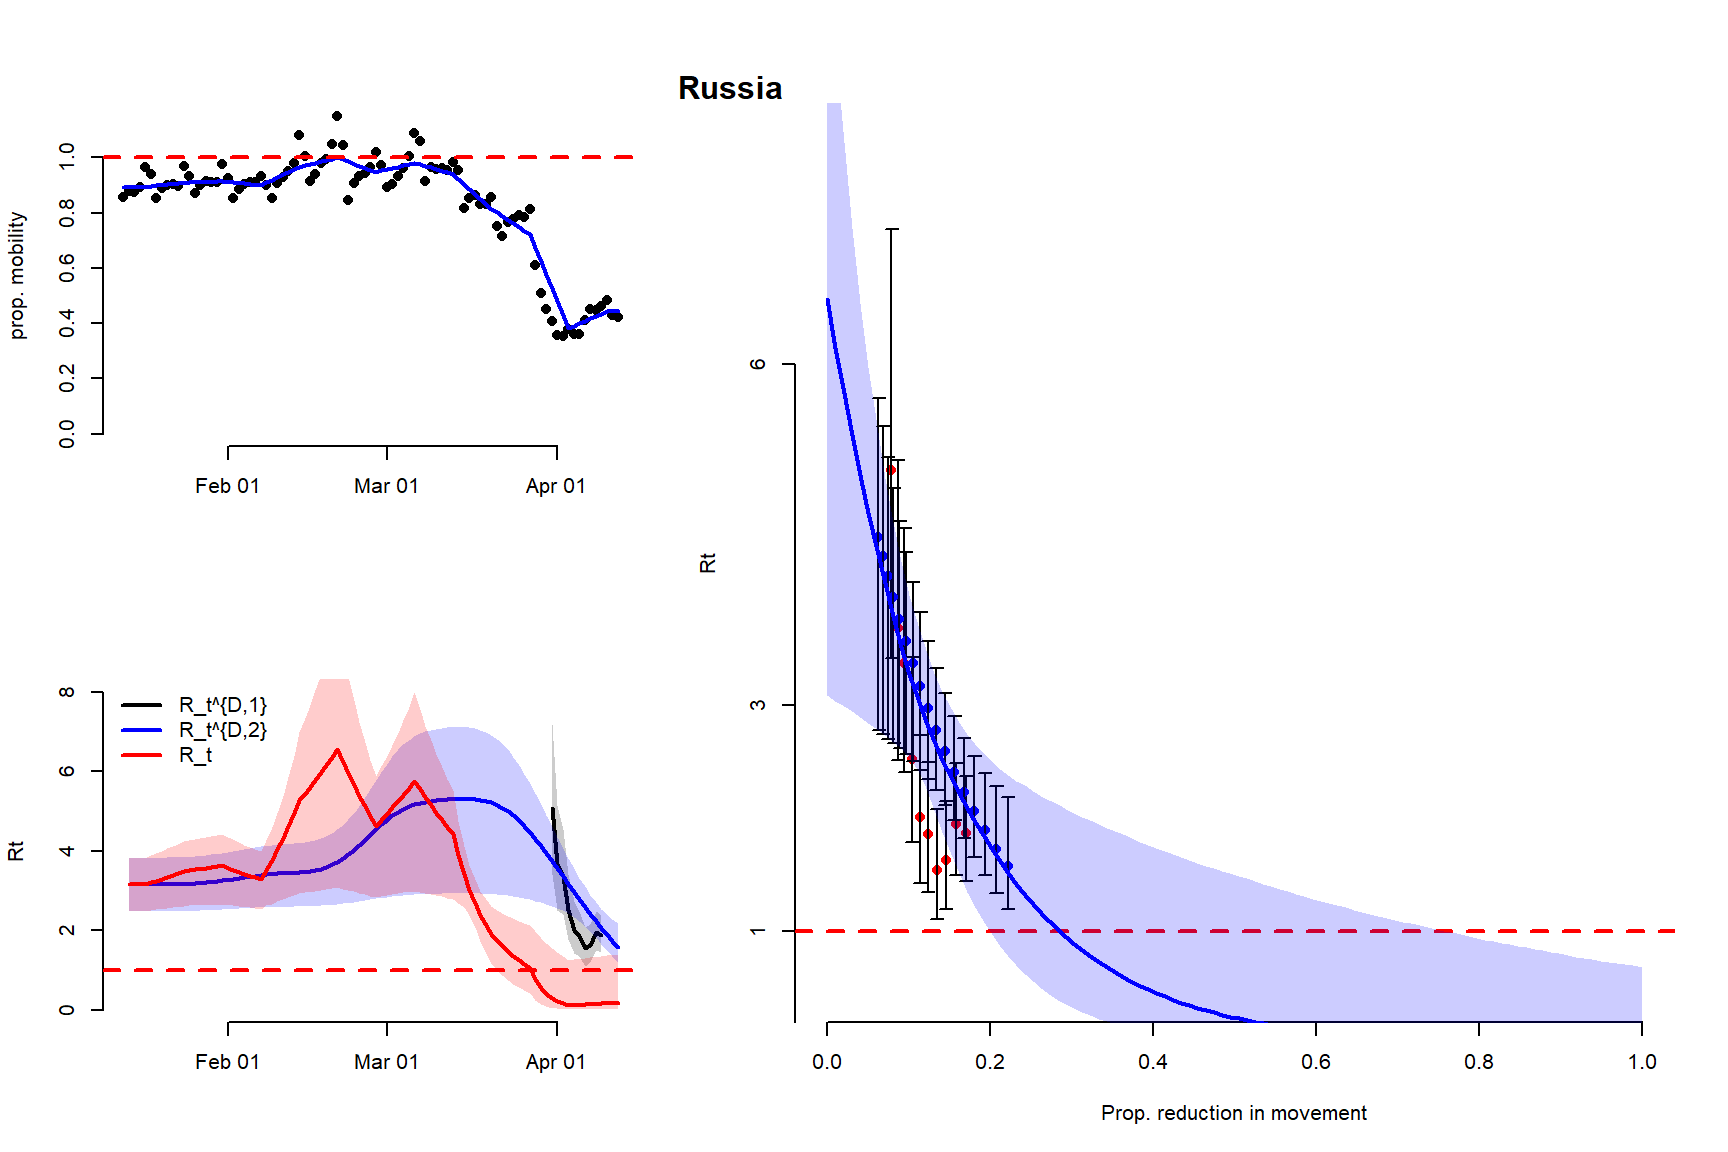 Russia
prop. mobility
1.0
0.8
0.6
0.4
0.2
0.0
Feb 01 Mar 01 Apr 01
Rt
8
6
4
2
0
R_t^{D,1}
R_t^{D,2}
R_t
Feb 01 Mar 01 Apr 01
Rt
6
3
1
0.0 0.2 0.4 0.6 0.8 1.0
Prop. reduction in movement